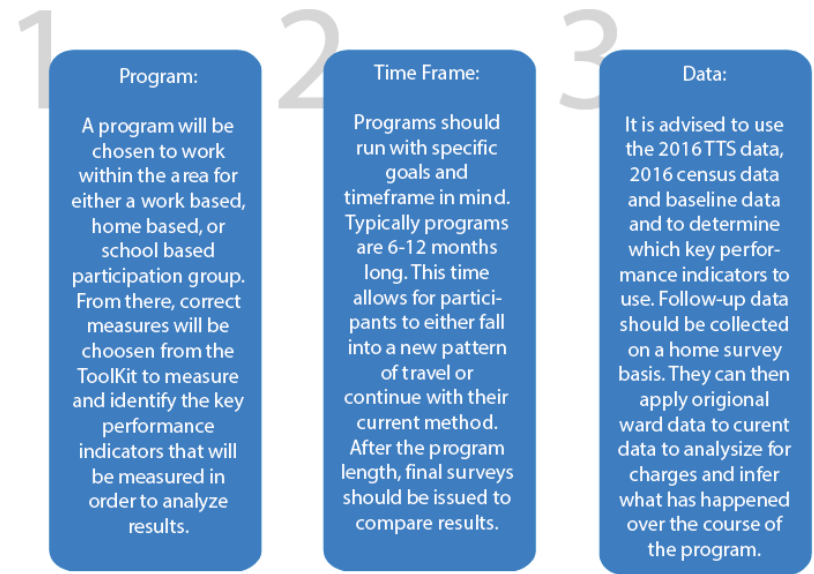 1
Program:
A program will be
chosen to work
within the area for
either a work based,
home based, or
school based
participation group.
From there, correct
measures will be
choosen from the
ToolKit to measure
and identify the key
performance
indicators that will
be measured in
order to analyze
results.
2
Time Frame:
Programs should
run with specific
goals and
timeframe in mind.
Typically programs
are 6-12 months
long. This time
allows for partici-
pants to either fall
into a new pattern
of travel or
continue with their
current method.
After the program
length, final surveys
should be issued to
compare results.
3
Data:
It is advised to use
the 2016 TTS data,
2016 census data
and baseline data
and to determine
which key perfor-
mance indicators to
use. Follow-up data
should be collected
on a home survey
basis. They can then
apply origional
ward data to curent
data to analysize for
charges and infer
what has happened
over the course of
the program.